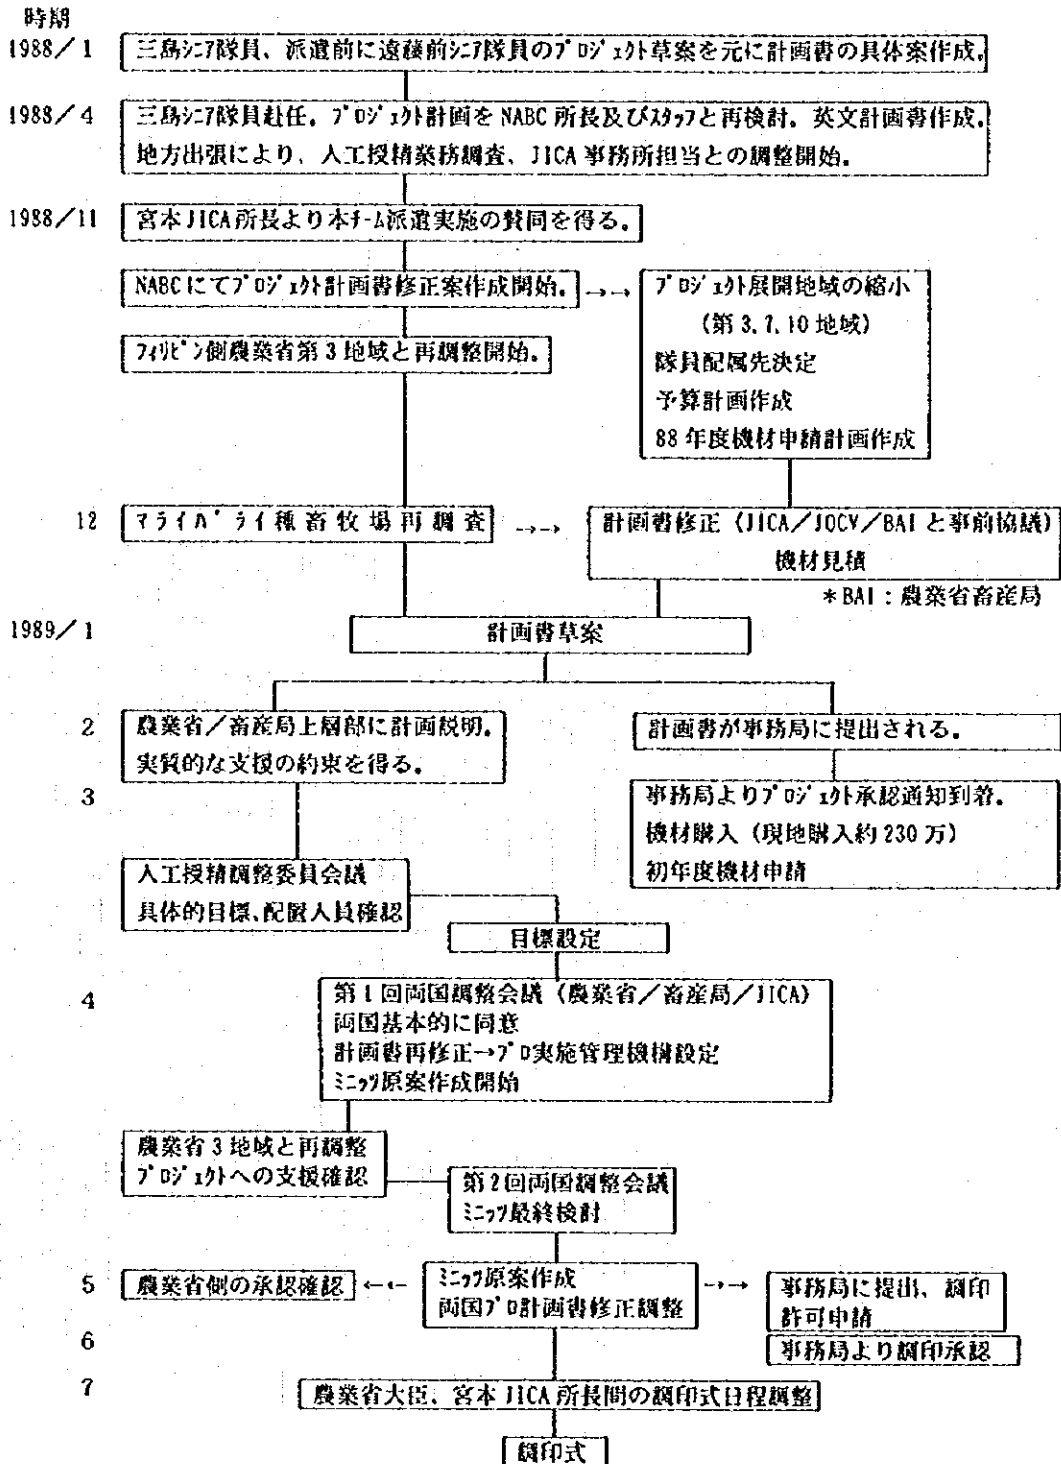 時期
1988/1 三島シニア隊員、派遣前に遠藤前シニア隊員のプロジェクト草案を元に計画書の具体案作成。
1988/4 三島シニア隊員赴任。プロジェクト計画をNABC所長及びスタッフと再検討。英文計画書作成。
地方出張により、人工授精業務調査、JICA事務所担当との調整開始。
1988/11 宮本JICA所長より本チーム派遣実施の賛同を得る。
NABCにてプロジェクト計画書修正案作成開始。→→
プロジェクト展開地域の縮小
(第3.7.10地域)
隊員配属先決定
予算計画作成
88年度機材申請計画作成
フィリピン側農業省第3地域と再調整開始。
12 マライバライ種畜牧場再調査 →→
計画書修正(JICA/JOCV/BAIと事前協議)
機材見積
*BAI:農業省畜産局
1989/1 計画書草案
2 農業省/畜産局上層部に計画説明。
実質的な支援の約束を得る。
計画書が事務局に提出される。
3 事務局よりプロジェクト承認通知到着。
機材購入(現地購入約230万)
初年度機材申請
人工授精調整委員会議
具体的目標、配置人員確認
目標設定
4 第1回両国調整会議(農業省/畜産局/JICA)
両国基本的に同意
計画書再修正→プロ実施管理機構設定
ミニッツ原案作成開始
農業省3地域と再調整
プロジェクトへの支援確認
第2回両国調整会議
ミニッツ最終検討
5 農業省側の承認確認 ←←
ミニッツ原案作成
両国プロ計画書修正調整
→→ 事務局に提出、調印
許可申請
6 事務局より調印承認
7 農業省大臣、宮本JICA所長間の調印式日程調整
調印式